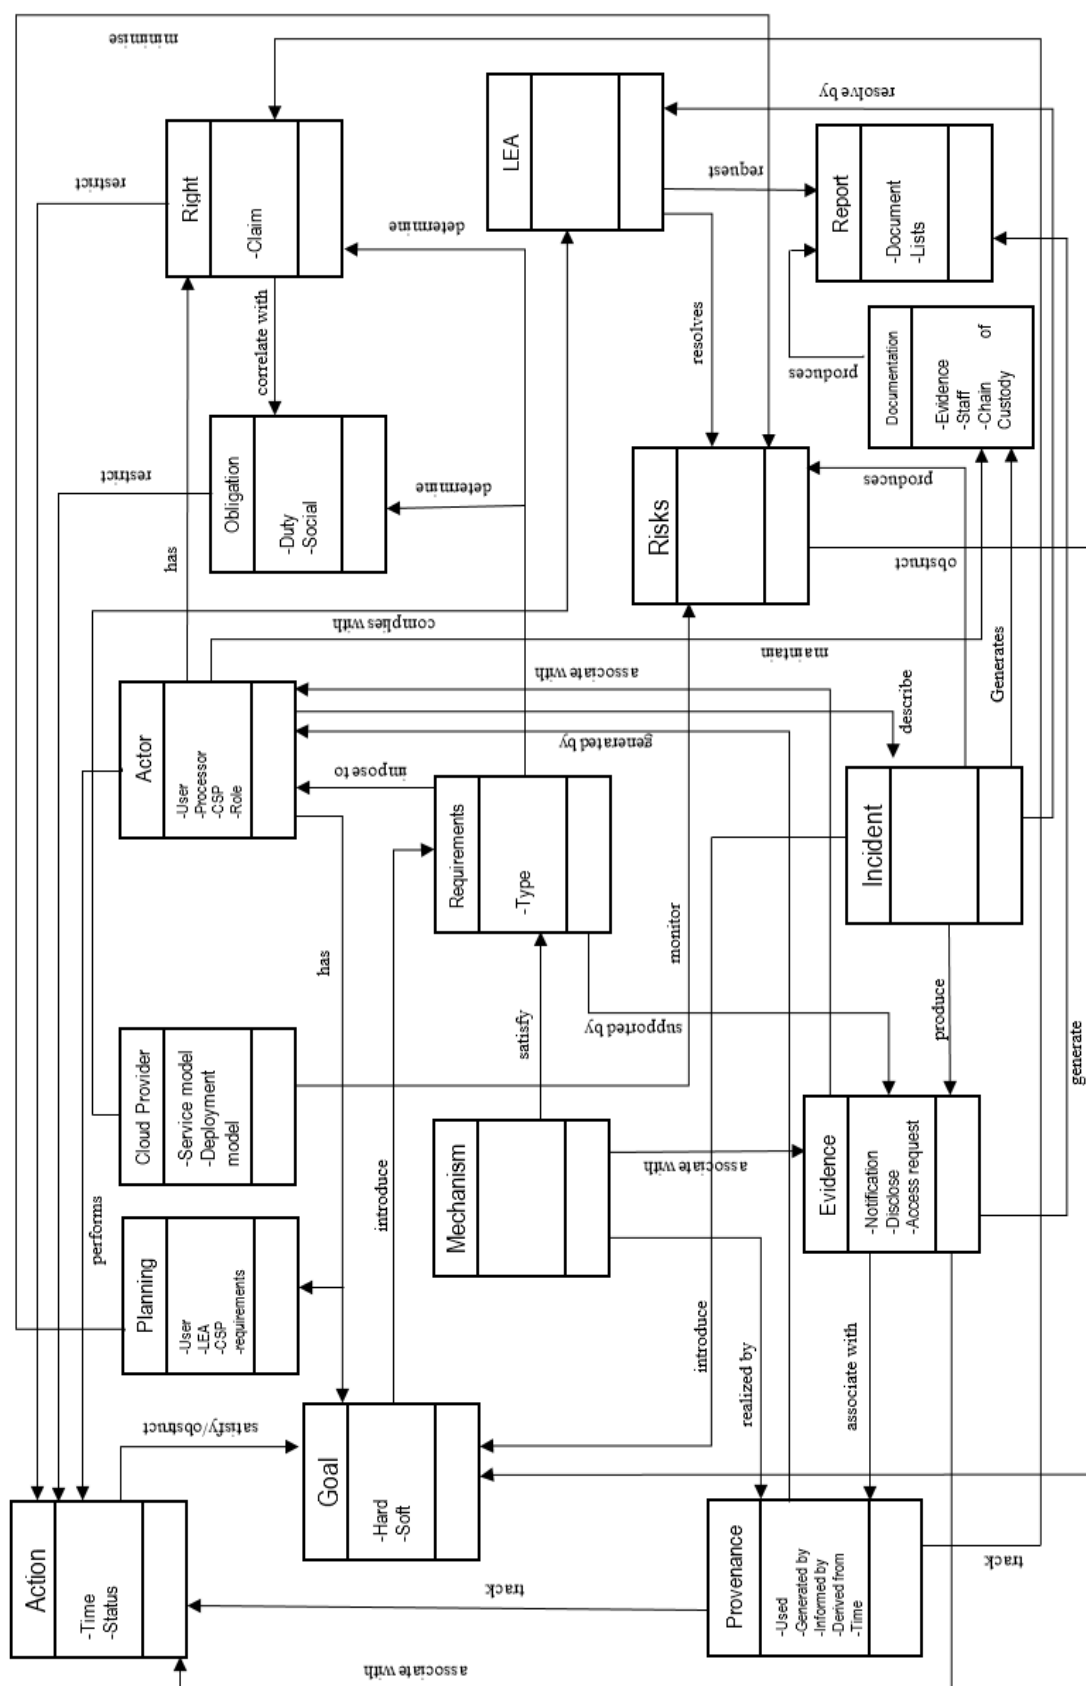 minimise
restrict
Right
-Claim
LEA
resolve by
request
Report
-Document
-Lists
determine
correlate with
resolves
produces
Documentation
-Evidence
-Staff
-Chain of
Custody
restrict
Obligation
-Duty
-Social
determine
has
Risks
produces
obstruct
complies with
maintain
Generates
associate with
describe
Actor
-User
-Processor
-CSP
-Role
generated by
impose to
Requirements
-Type
Incident
monitor
has
Cloud Provider
-Service model
-Deployment
model
satisfy
supported by
produce
generate
performs
introduce
Mechanism
associate with
Evidence
-Notification
-Disclose
-Access request
Planning
-User
-LEA
-CSP
-requirements
introduce
realized by
associate with
satisfy/obstruct
Action
-Time
-Status
Goal
-Hard
-Soft
track
Provenance
-Used
-Generated by
-Informed by
-Derived from
-Time
track
associate with